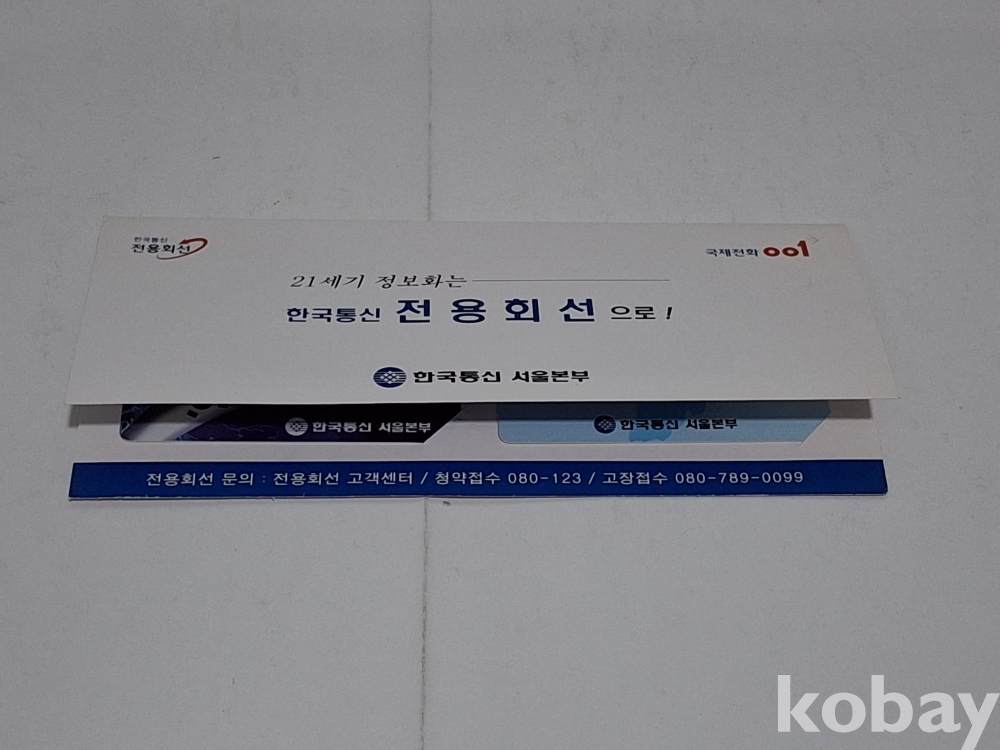 한국통신
전용회선
국제전화 001
21세기 정보화는
한국통신 전용회선으로!
한국통신 서울본부
한국통신 서울본부
한국통신 서울본부
전용회선 문의 : 전용회선 고객센터 / 청약접수 080-123 / 고장접수 080-789-0099
kobay